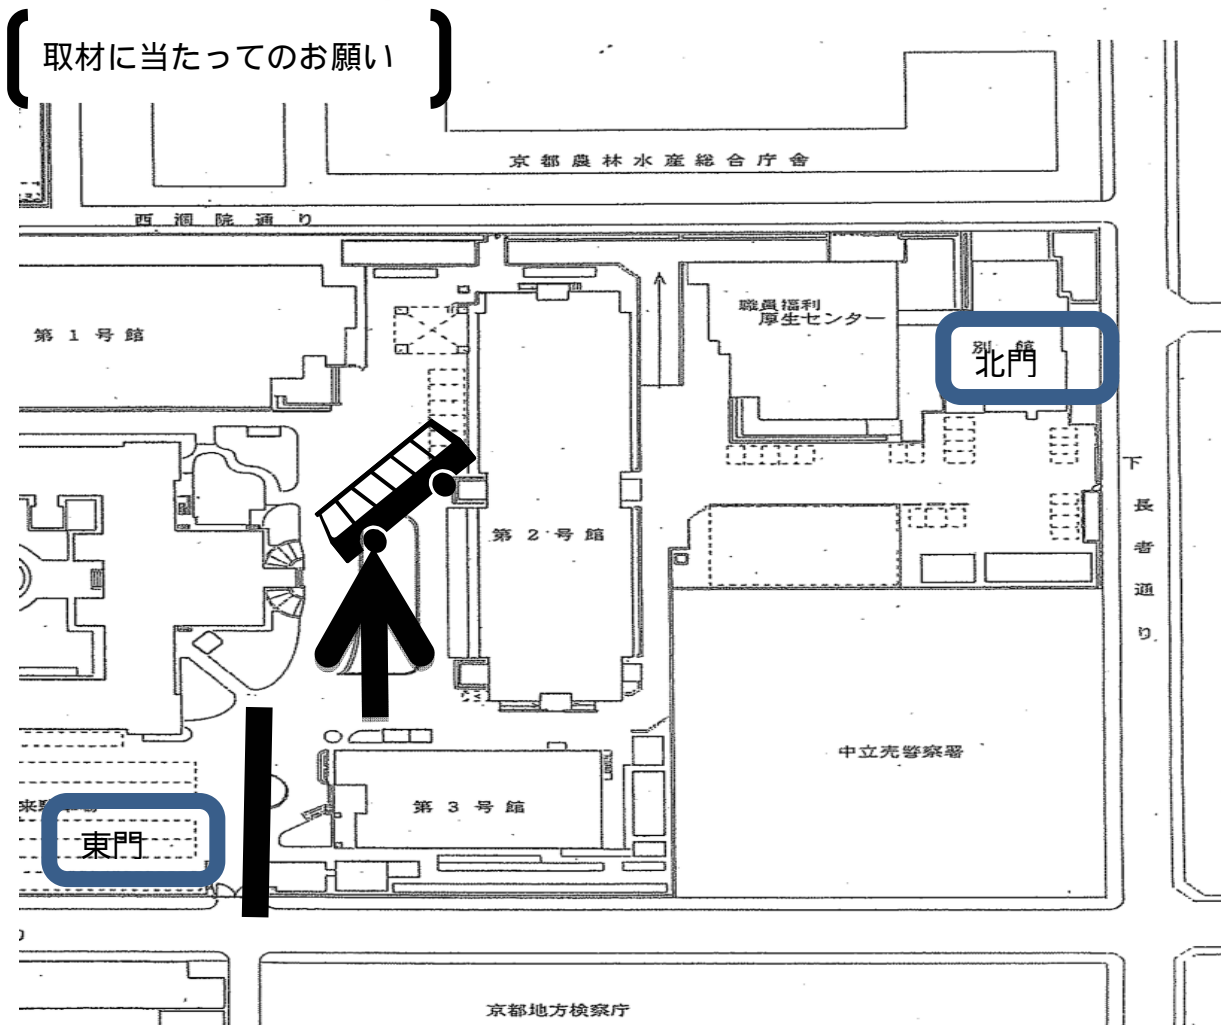 取材に当たってのお願い
京都農林水産総合庁舎
西洞院通り
第1号館
職員福利
厚生センター
別館
北門
下長者通り
第2号館
中立売警察署
第3号館
東門
京都地方検察庁